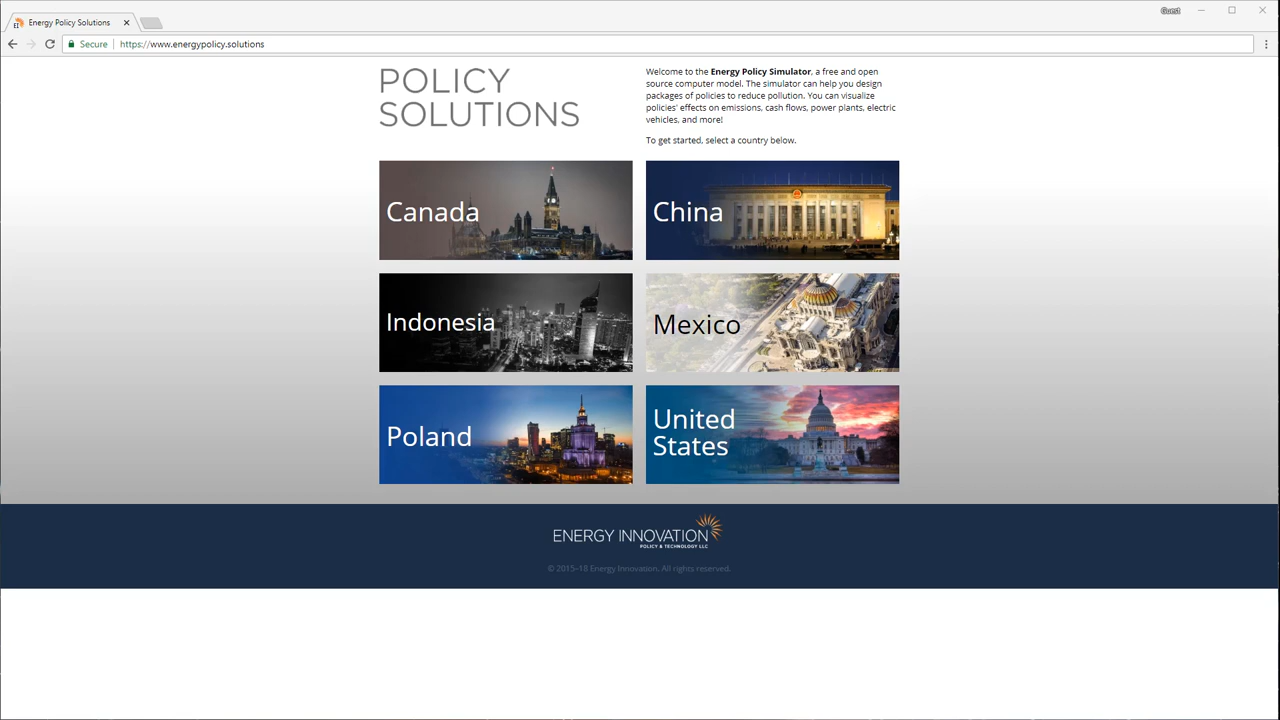 Guest
Energy Policy Solutions
Secure
https://www.energypolicy.solutions
POLICY
SOLUTIONS
Welcome to the Energy Policy Simulator, a free and open
source computer model. The simulator can help you design
packages of policies to reduce pollution. You can visualize
policies' effects on emissions, cash flows, power plants, electric
vehicles, and more!
To get started, select a country below.
Canada
China
Indonesia
Mexico
Poland
United
States
ENERGY INNOVATION
POLICY & TECHNOLOGY LLC
© 2015-18 Energy Innovation. All rights reserved.